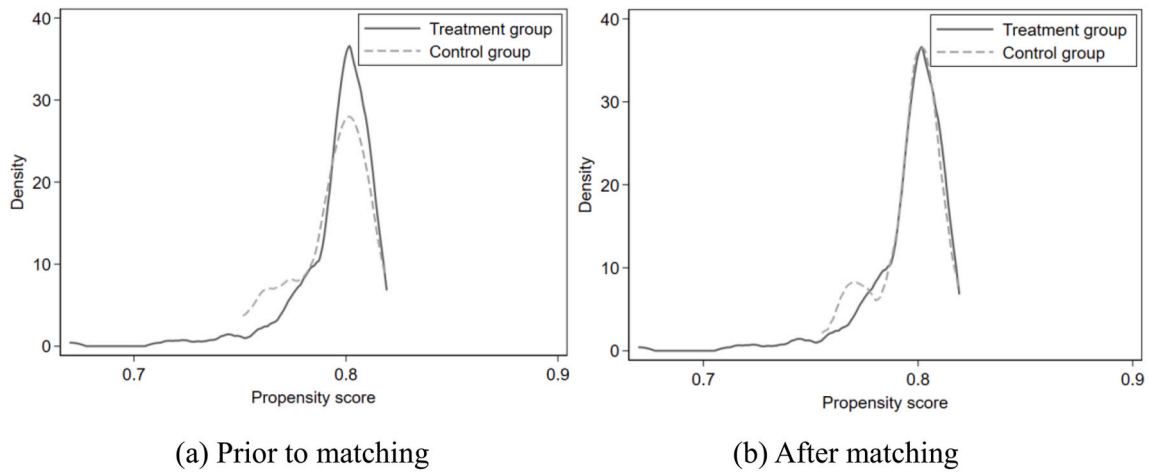 40
30
20
10
0
Density
0.7
0.8
0.9
Propensity score
Treatment group
Control group
(a) Prior to matching
40
30
20
10
0
Density
0.7
0.8
0.9
Propensity score
Treatment group
Control group
(b) After matching